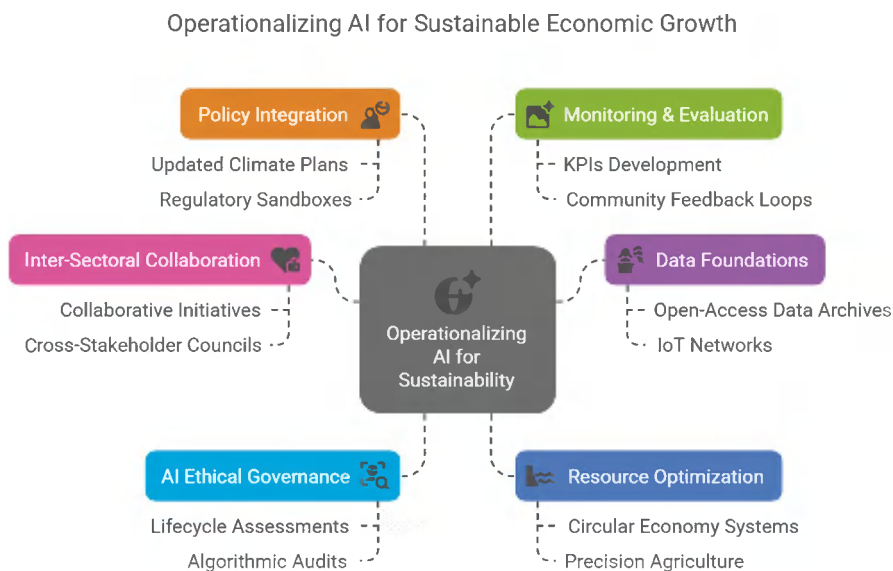 Operationalizing AI for Sustainable Economic Growth
Policy Integration
Updated Climate Plans
Regulatory Sandboxes
Monitoring & Evaluation
KPIs Development
Community Feedback Loops
Inter-Sectoral Collaboration
Collaborative Initiatives
Cross-Stakeholder Councils
Operationalizing
AI for
Sustainability
Data Foundations
Open-Access Data Archives
IoT Networks
AI Ethical Governance
Lifecycle Assessments
Algorithmic Audits
Resource Optimization
Circular Economy Systems
Precision Agriculture